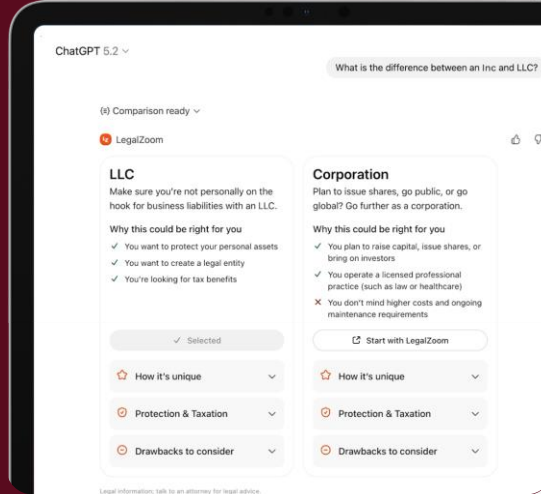 ChatGPT 5.2
What is the difference between an Inc and LLC?
Comparison ready
LegalZoom
LLC
Make sure you're not personally on the
hook for business liabilities with an LLC.
Why this could be right for you
You want to protect your personal assets
You want to create a legal entity
You're looking for tax benefits
Selected
How it's unique
Protection & Taxation
Drawbacks to consider
Corporation
Plan to issue shares, go public, or go
global? Go further as a corporation.
Why this could be right for you
You plan to raise capital, issue shares, or
bring on investors
You operate a licensed professional
practice (such as law or healthcare)
You don't mind higher costs and ongoing
maintenance requirements
Start with LegalZoom
How it's unique
Protection & Taxation
Drawbacks to consider
Legal information; talk to an attorney for legal advice.